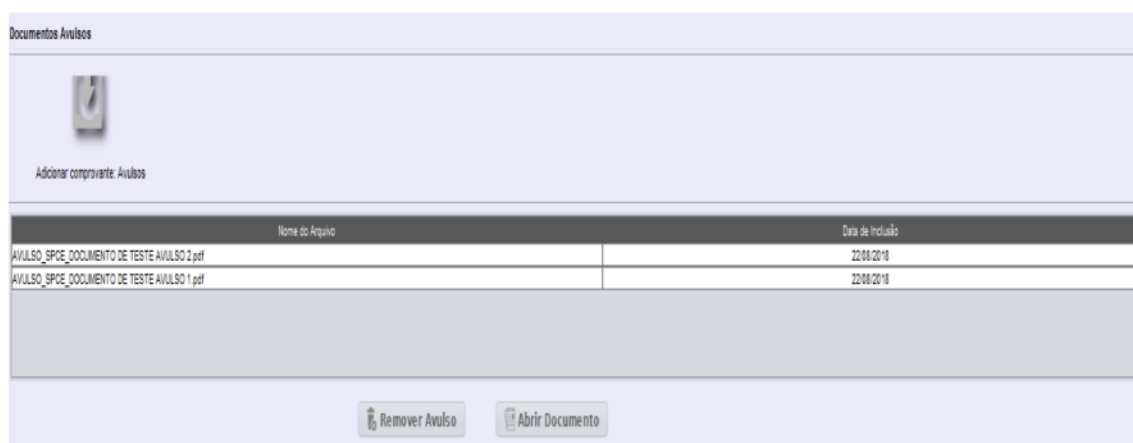 Documentos Avulsos
Adicionar comprovante: Avulsos
Nome do Arquivo Data de Inclusão
AVULSO_SPCE_DOCUMENTO DE TESTE AVULSO 2.pdf 22/08/2018
AVULSO_SPCE_DOCUMENTO DE TESTE AVULSO 1.pdf 22/08/2018
Remover Avulso Abrir Documento